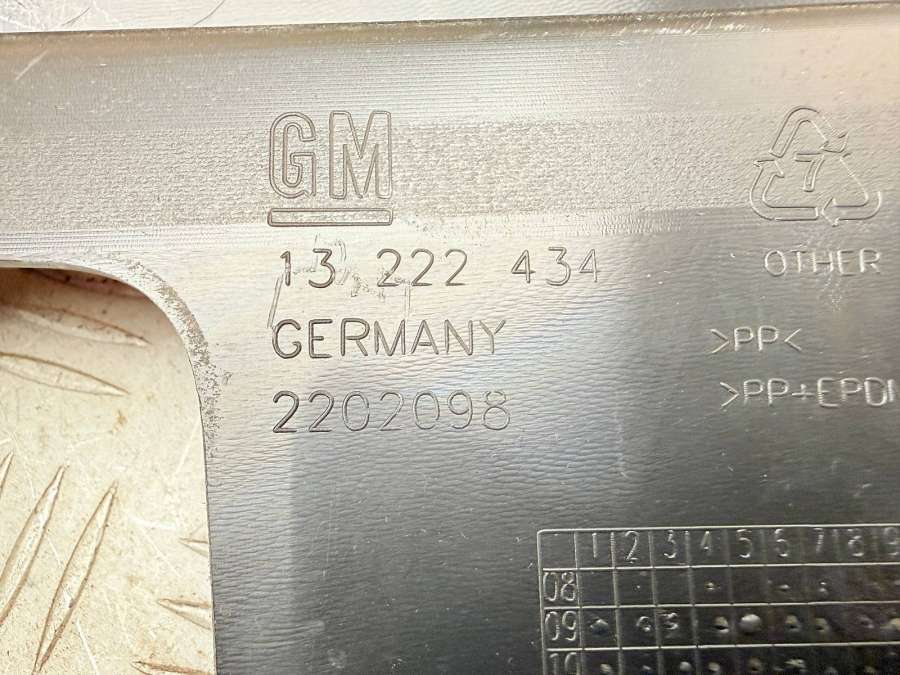 GM
13 222 434
GERMANY
2202098
7
OTHER
>PP<
>PP+EPD
1 2 3 4 5 6 7 8 9
08
09
10